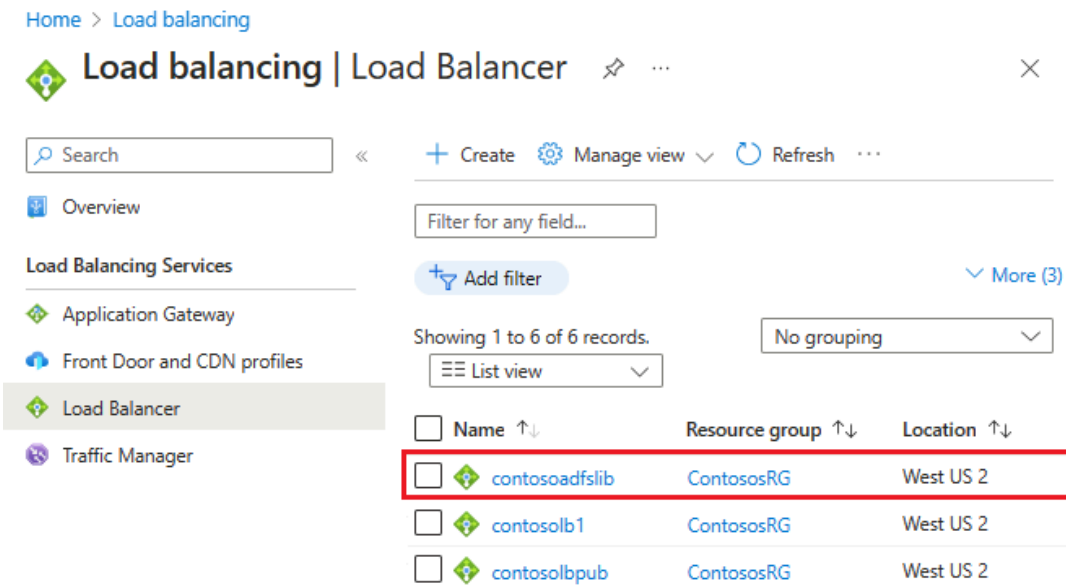 Home > Load balancing
Load balancing | Load Balancer
Search
Overview
Load Balancing Services
Application Gateway
Front Door and CDN profiles
Load Balancer
Traffic Manager
Create Manage view Refresh
Filter for any field...
Add filter
More (3)
Showing 1 to 6 of 6 records.
No grouping
List view
Name Resource group Location
contosoadfslib ContososRG West US 2
contosolb1 ContososRG West US 2
contosolbpub ContososRG West US 2